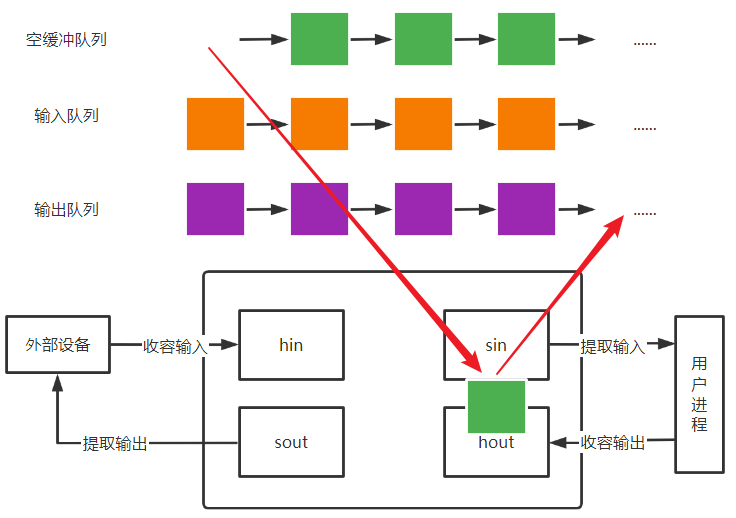 空缓冲队列
......
输入队列
......
输出队列
......
外部设备
收容输入
hin
sin
提取输入
用户进程
提取输出
sout
hout
收容输出